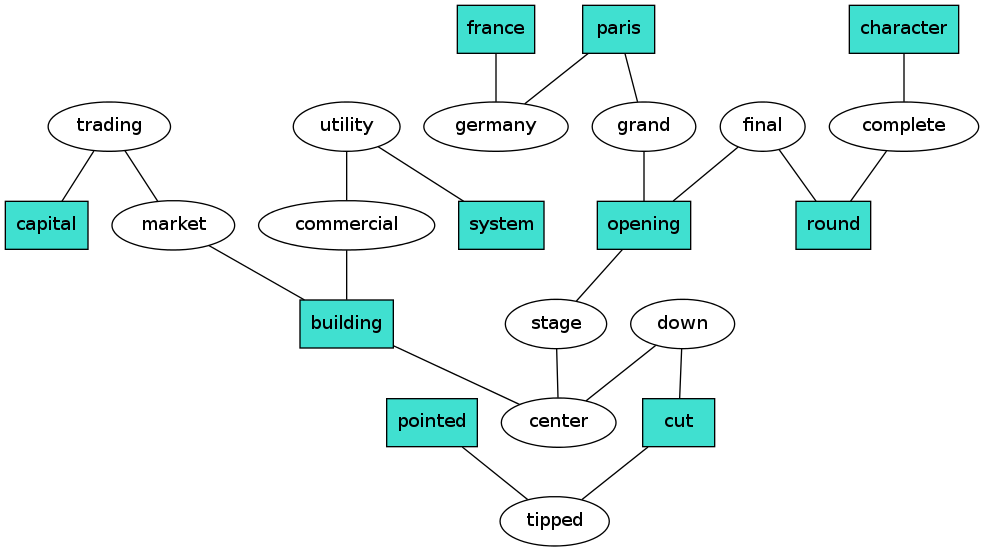 france
paris
character
trading
utility
germany
grand
final
complete
capital
market
commercial
system
opening
round
building
stage
down
pointed
center
cut
tipped